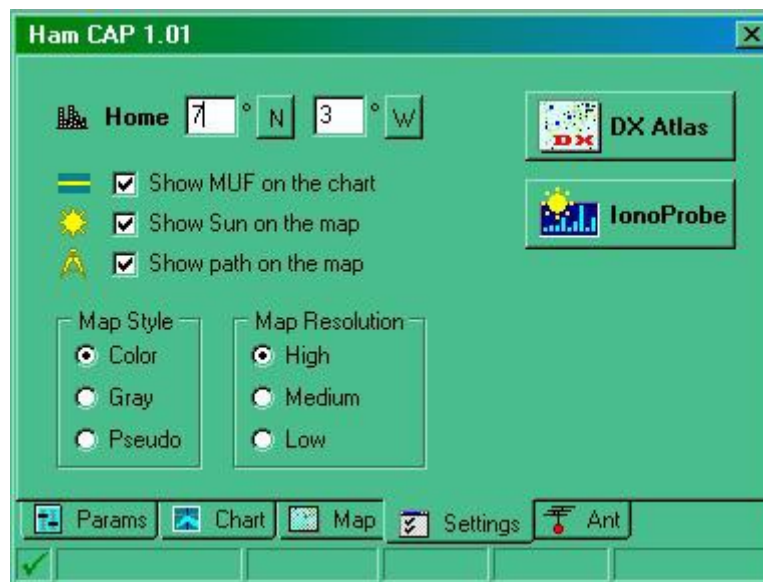 Ham CAP 1.01
Home 7 ° N 3 ° W
DX Atlas
DX
Show MUF on the chart
IonoProbe
Show Sun on the map
Show path on the map
Map Style
Color
Gray
Pseudo
Map Resolution
High
Medium
Low
Params Chart Map Settings Ant